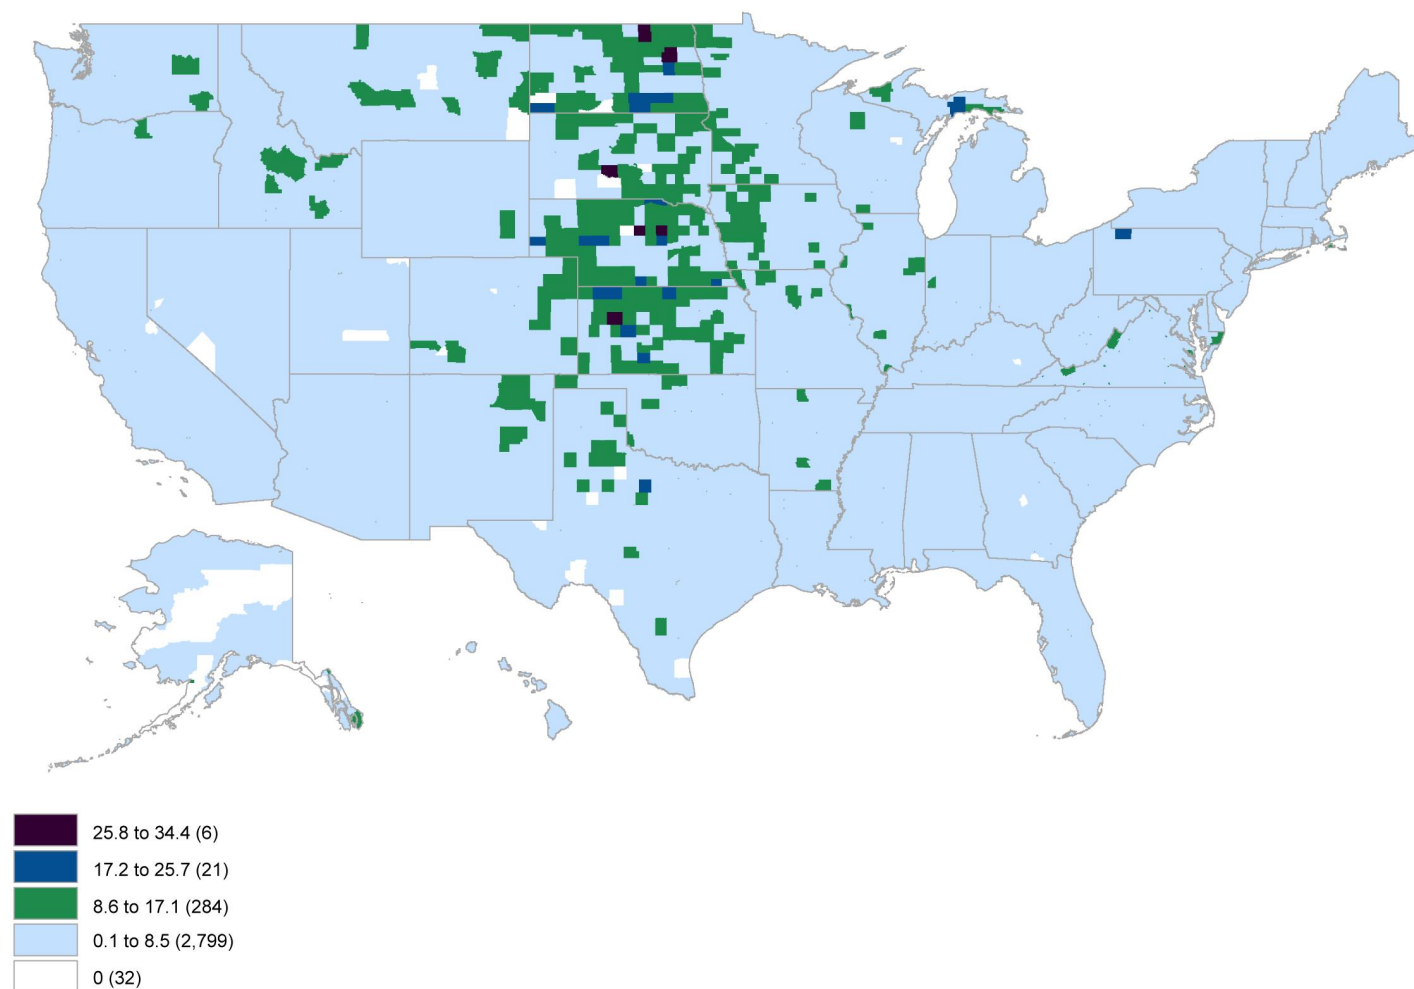 25.8 to 34.4 (6)
17.2 to 25.7 (21)
8.6 to 17.1 (284)
0.1 to 8.5 (2,799)
0 (32)